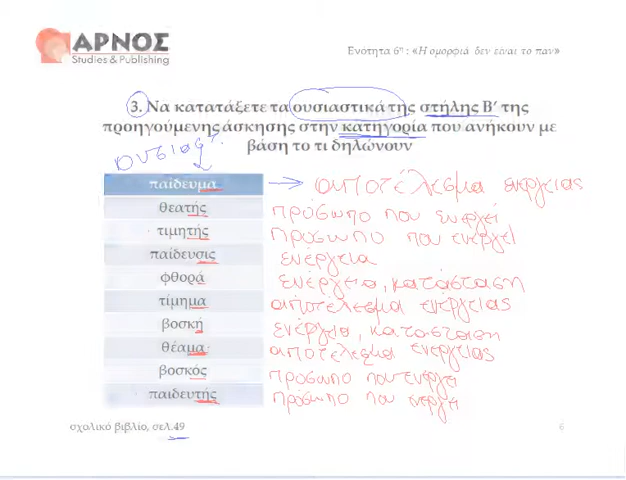 ΑΡΝΟΣ
Studies & Publishing
Ενότητα 6η : «Η ομορφιά δεν είναι το παν»
3. Να κατατάξετε τα ουσιαστικά της στήλης Β΄ της
προηγούμενης άσκησης στην κατηγορία που ανήκουν με
βάση το τι δηλώνουν
παίδευμα → αποτέλεσμα ενέργειας
θεατής πρόσωπο που ενεργεί
τιμητής πρόσωπο που ενεργεί
παίδευσις ενέργεια
φθορά ενέργεια, κατάσταση
τίμημα αποτέλεσμα ενέργειας
βοσκή ενέργεια, κατάσταση
θέαμα αποτέλεσμα ενέργειας
βοσκός πρόσωπο που ενεργεί
παιδευτής πρόσωπο που ενεργεί
σχολικό βιβλίο, σελ.49
6